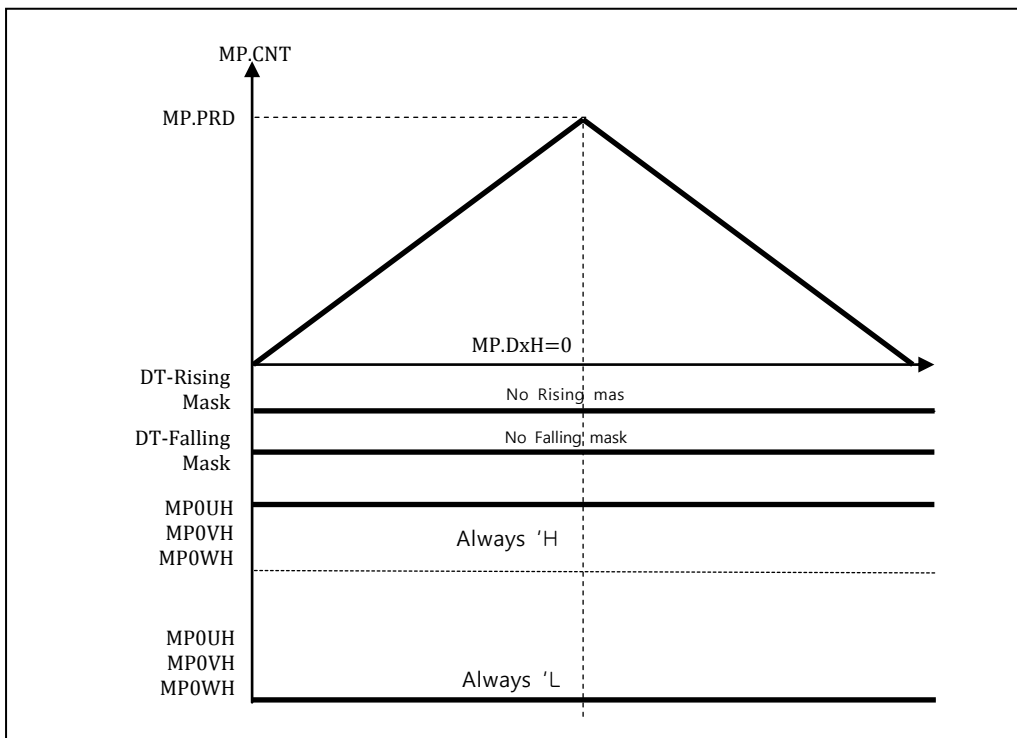 MP.CNT
MP.PRD
MP.DxH=0
DT-Rising
Mask
No Rising mas
DT-Falling
Mask
No Falling mask
MP0UH
MP0VH
MP0WH
Always ‘H
MP0UH
MP0VH
MP0WH
Always ‘L